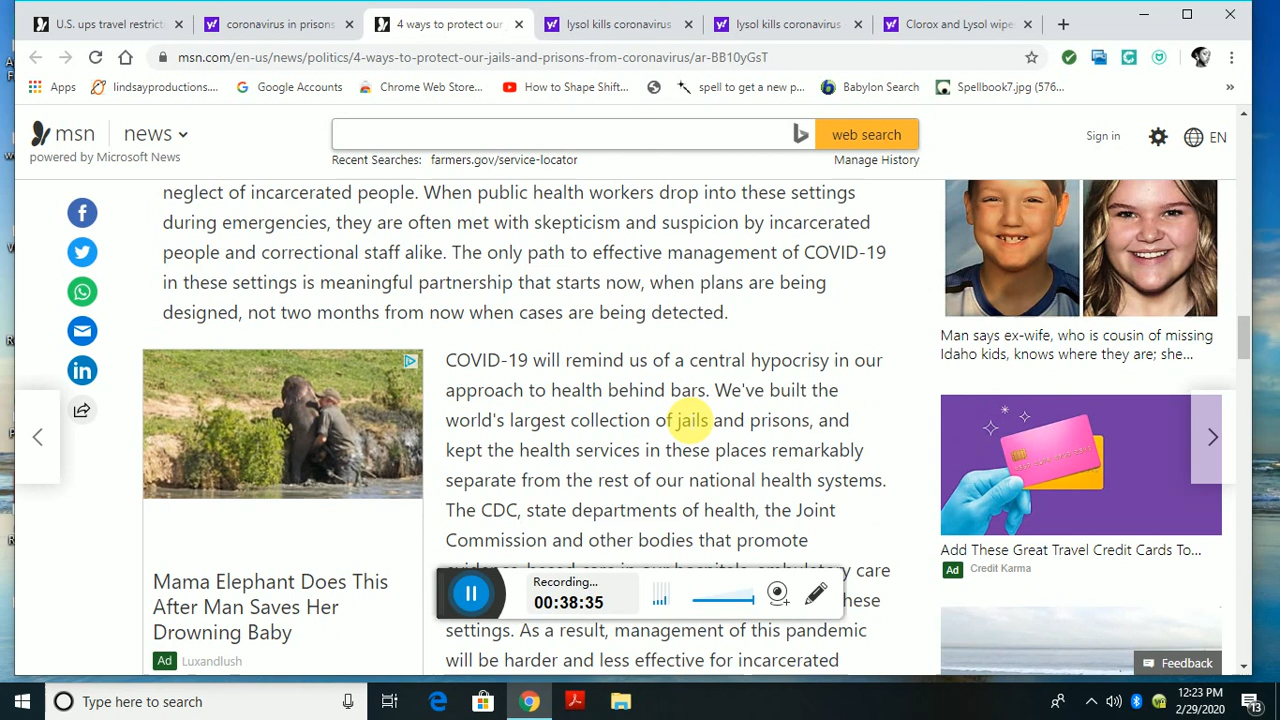 U.S. ups travel restrict
coronavirus in prisons
4 ways to protect our
lysol kills coronavirus
lysol kills coronavirus
Clorox and Lysol wipe
msn.com/en-us/news/politics/4-ways-to-protect-our-jails-and-prisons-from-coronavirus/ar-BB10yGsT
Apps
lindsayproductions....
Google Accounts
Chrome Web Store...
How to Shape Shift...
spell to get a new p...
Babylon Search
Spellbook7.jpg (576...
»
msn
news
powered by Microsoft News
web search
Recent Searches: farmers.gov/service-locator
Manage History
Sign in
EN
neglect of incarcerated people. When public health workers drop into these settings
during emergencies, they are often met with skepticism and suspicion by incarcerated
people and correctional staff alike. The only path to effective management of COVID-19
in these settings is meaningful partnership that starts now, when plans are being
designed, not two months from now when cases are being detected.
COVID-19 will remind us of a central hypocrisy in our
approach to health behind bars. We've built the
world's largest collection of jails and prisons, and
kept the health services in these places remarkably
separate from the rest of our national health systems.
The CDC, state departments of health, the Joint
Commission and other bodies that promote
care
hese
settings. As a result, management of this pandemic
will be harder and less effective for incarcerated
Mama Elephant Does This
After Man Saves Her
Drowning Baby
Ad Luxandlush
Recording...
00:38:35
Man says ex-wife, who is cousin of missing
Idaho kids, knows where they are; she...
Add These Great Travel Credit Cards To...
Ad Credit Karma
Feedback
Type here to search
12:23 PM
2/29/2020
13